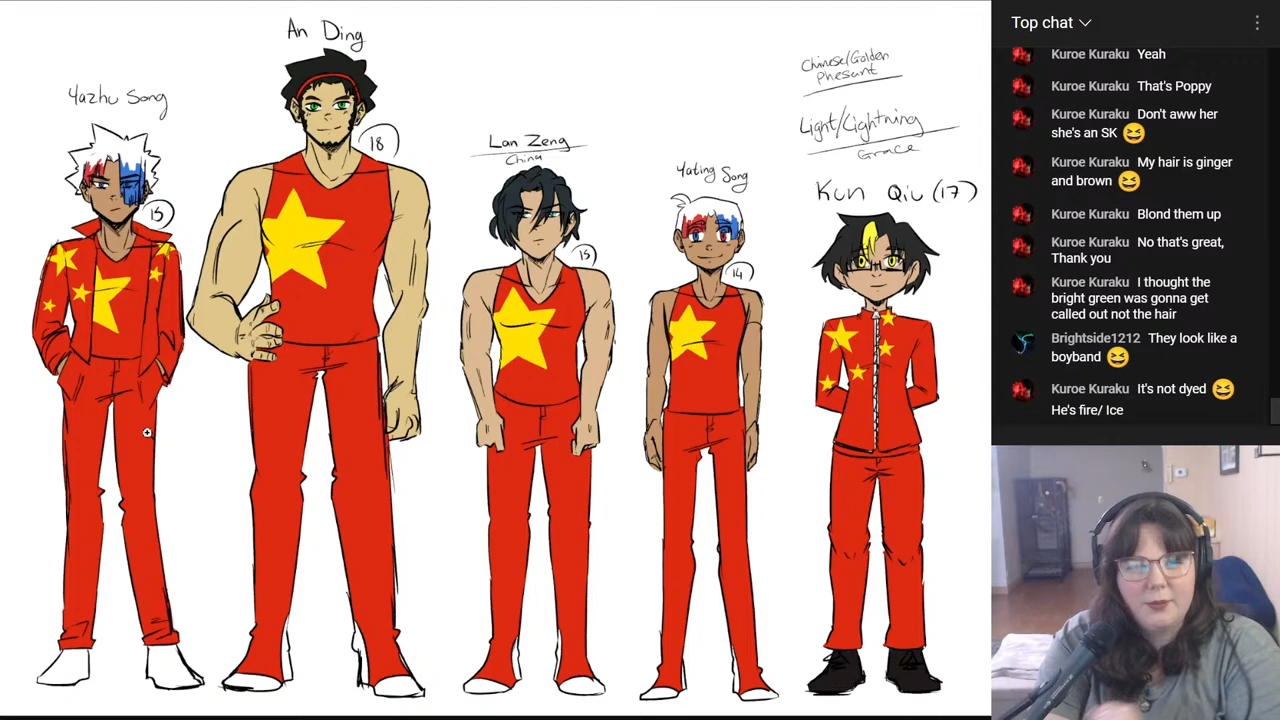 An Ding
Yazhu Song
18
15
Lan Zeng
China
15
Yating Song
14
Chinese/Golden
Phesant
Light/Lightning
Grace
Kun Qiu (17)
Top chat
Kuroe Kuraku Yeah
Kuroe Kuraku That's Poppy
Kuroe Kuraku Don't aww her
she's an SK 😆
Kuroe Kuraku My hair is ginger
and brown 😆
Kuroe Kuraku Blond them up
Kuroe Kuraku No that's great,
Thank you
Kuroe Kuraku I thought the
bright green was gonna get
called out not the hair
Brightside1212 They look like a
boyband 😆
Kuroe Kuraku It's not dyed 😆
He's fire/ Ice